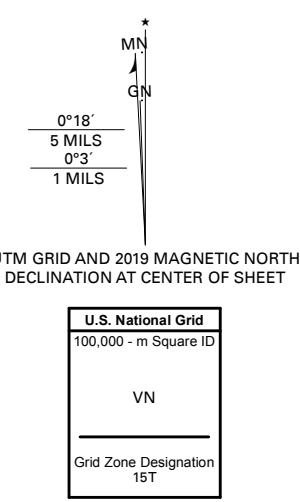 MN
GN
0°18´
5 MILS
0°3´
1 MILS
UTM GRID AND 2019 MAGNETIC NORTH
DECLINATION AT CENTER OF SHEET
U.S. National Grid
100,000 - m Square ID
VN
Grid Zone Designation
15T